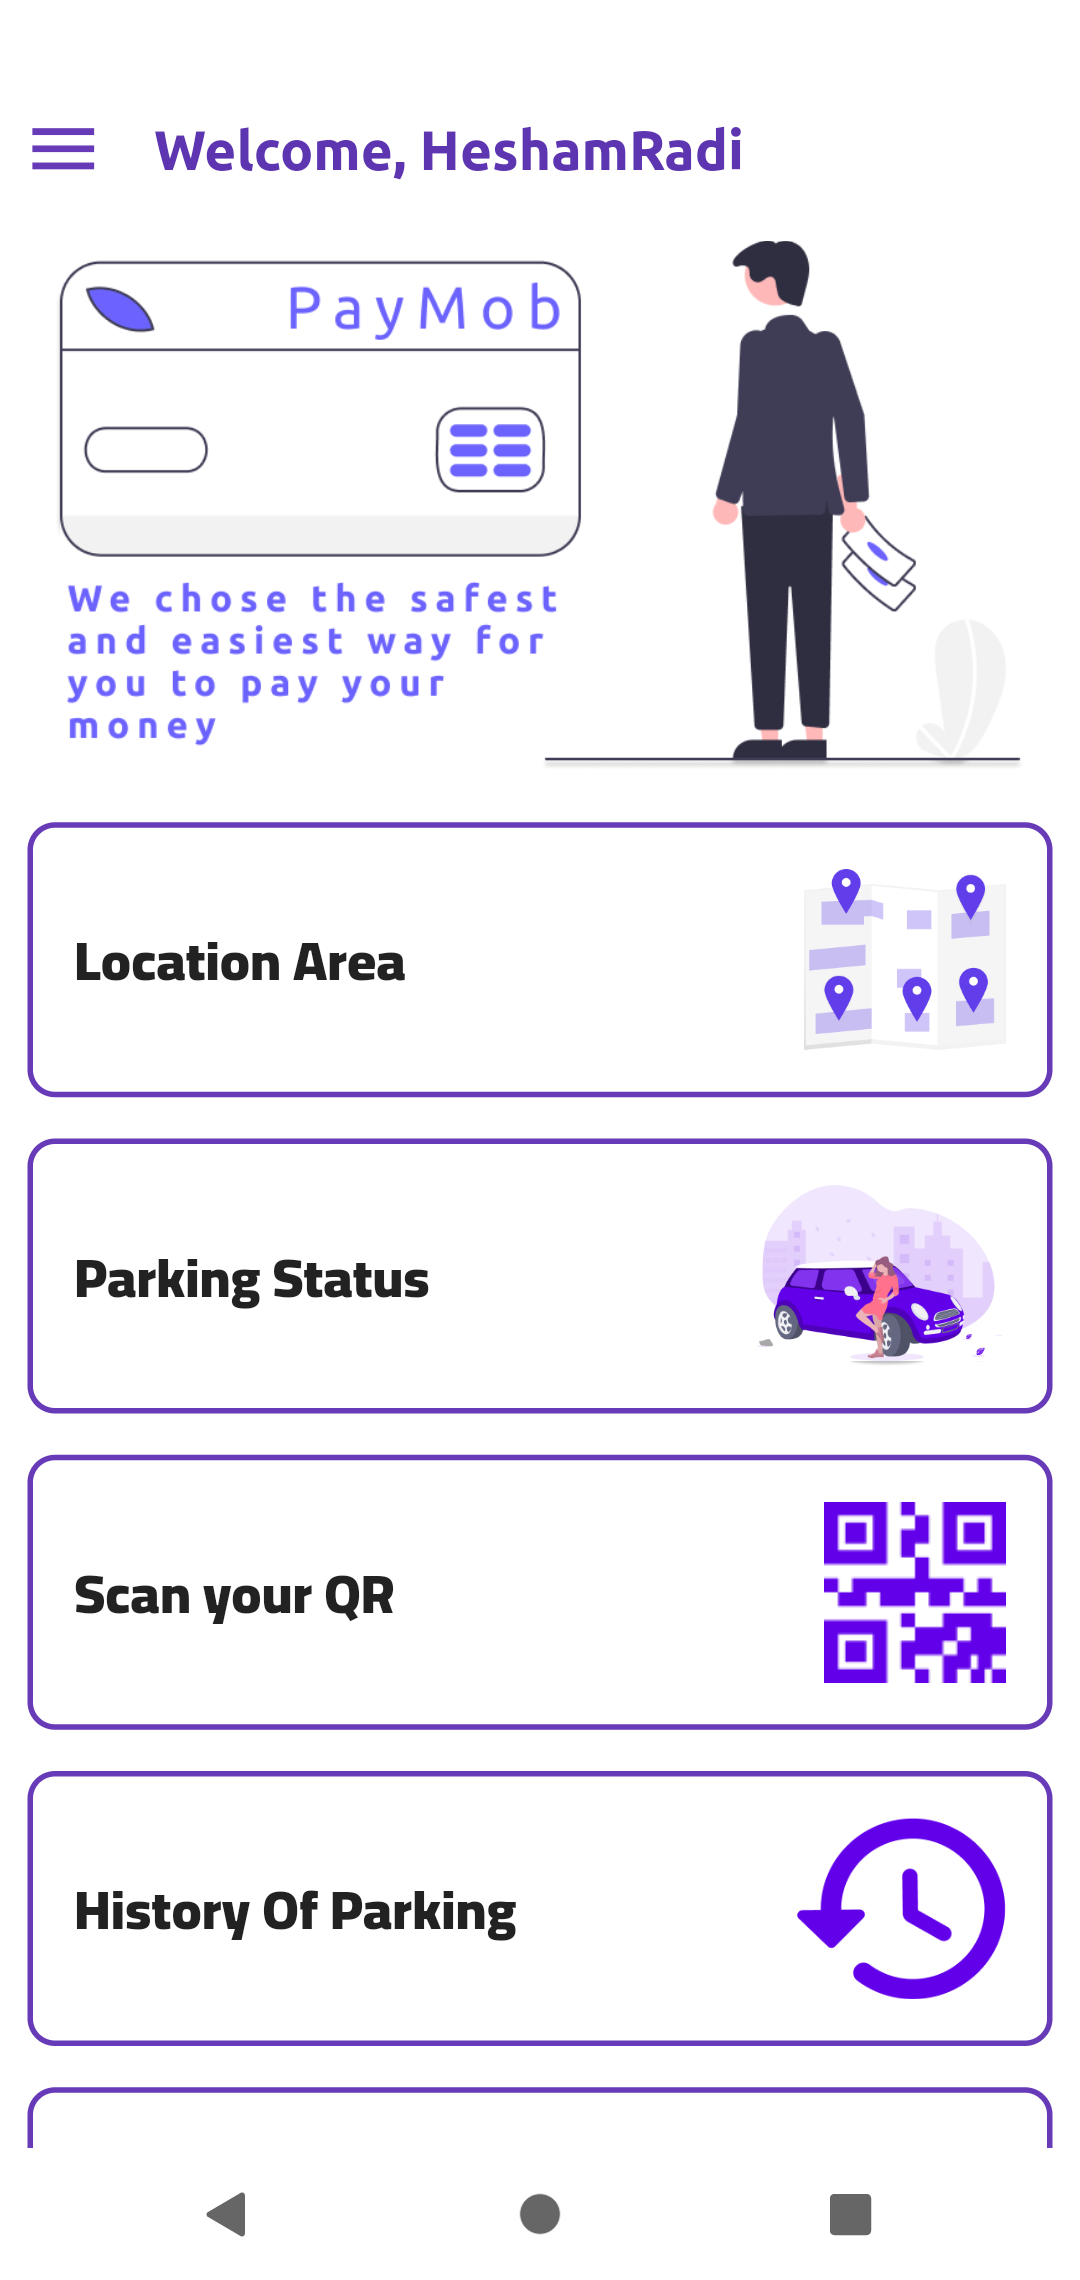 Welcome, HeshamRadi
PayMob
We chose the safest
and easiest way for
you to pay your
money
Location Area
Parking Status
Scan your QR
History Of Parking